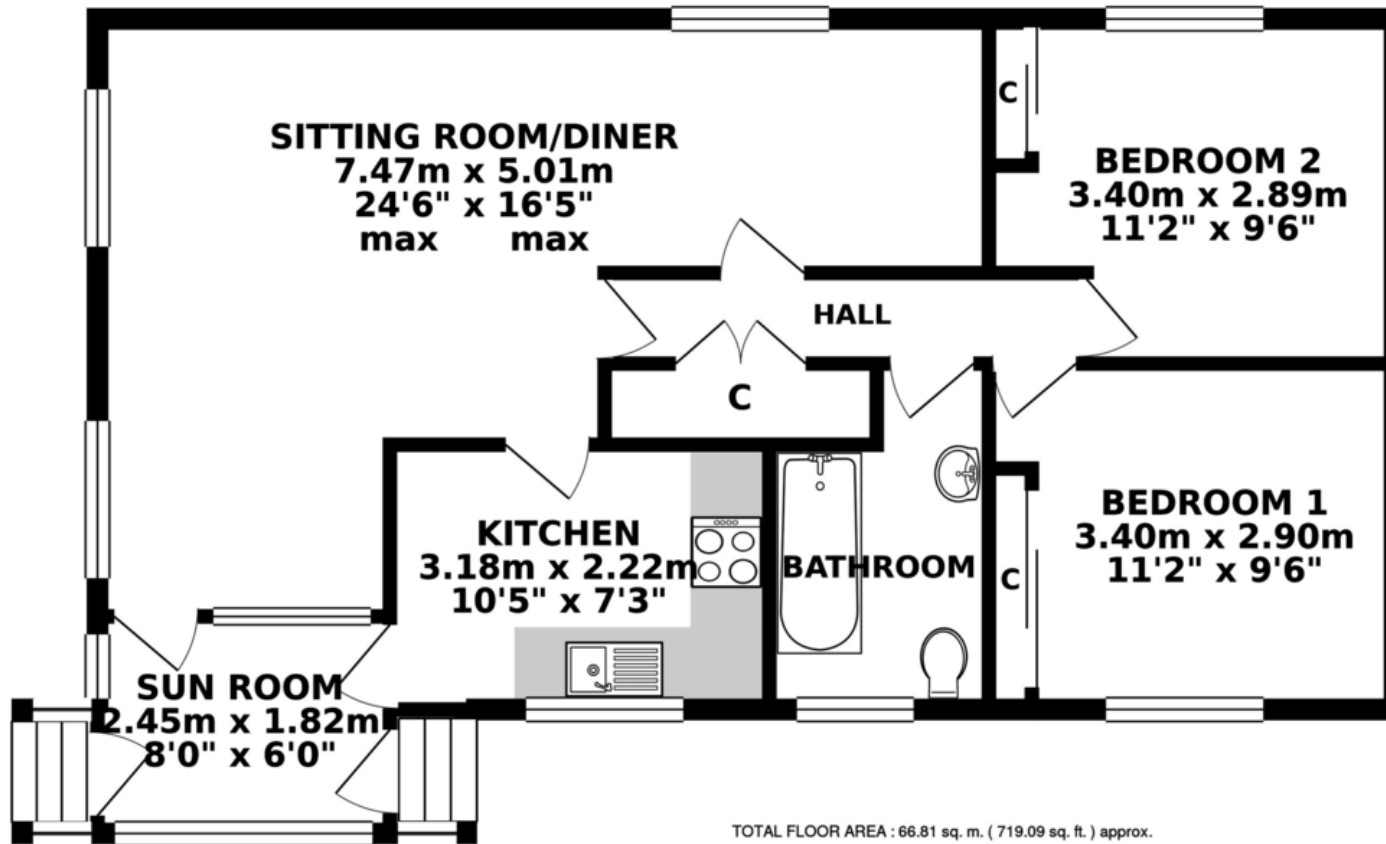 SITTING ROOM/DINER
7.47m x 5.01m
24'6" x 16'5"
max max
C
BEDROOM 2
3.40m x 2.89m
11'2" x 9'6"
HALL
C
KITCHEN
3.18m x 2.22m
10'5" x 7'3"
BATHROOM
C
BEDROOM 1
3.40m x 2.90m
11'2" x 9'6"
SUN ROOM
2.45m x 1.82m
8'0" x 6'0"
TOTAL FLOOR AREA : 66.81 sq. m. ( 719.09 sq. ft. ) approx.